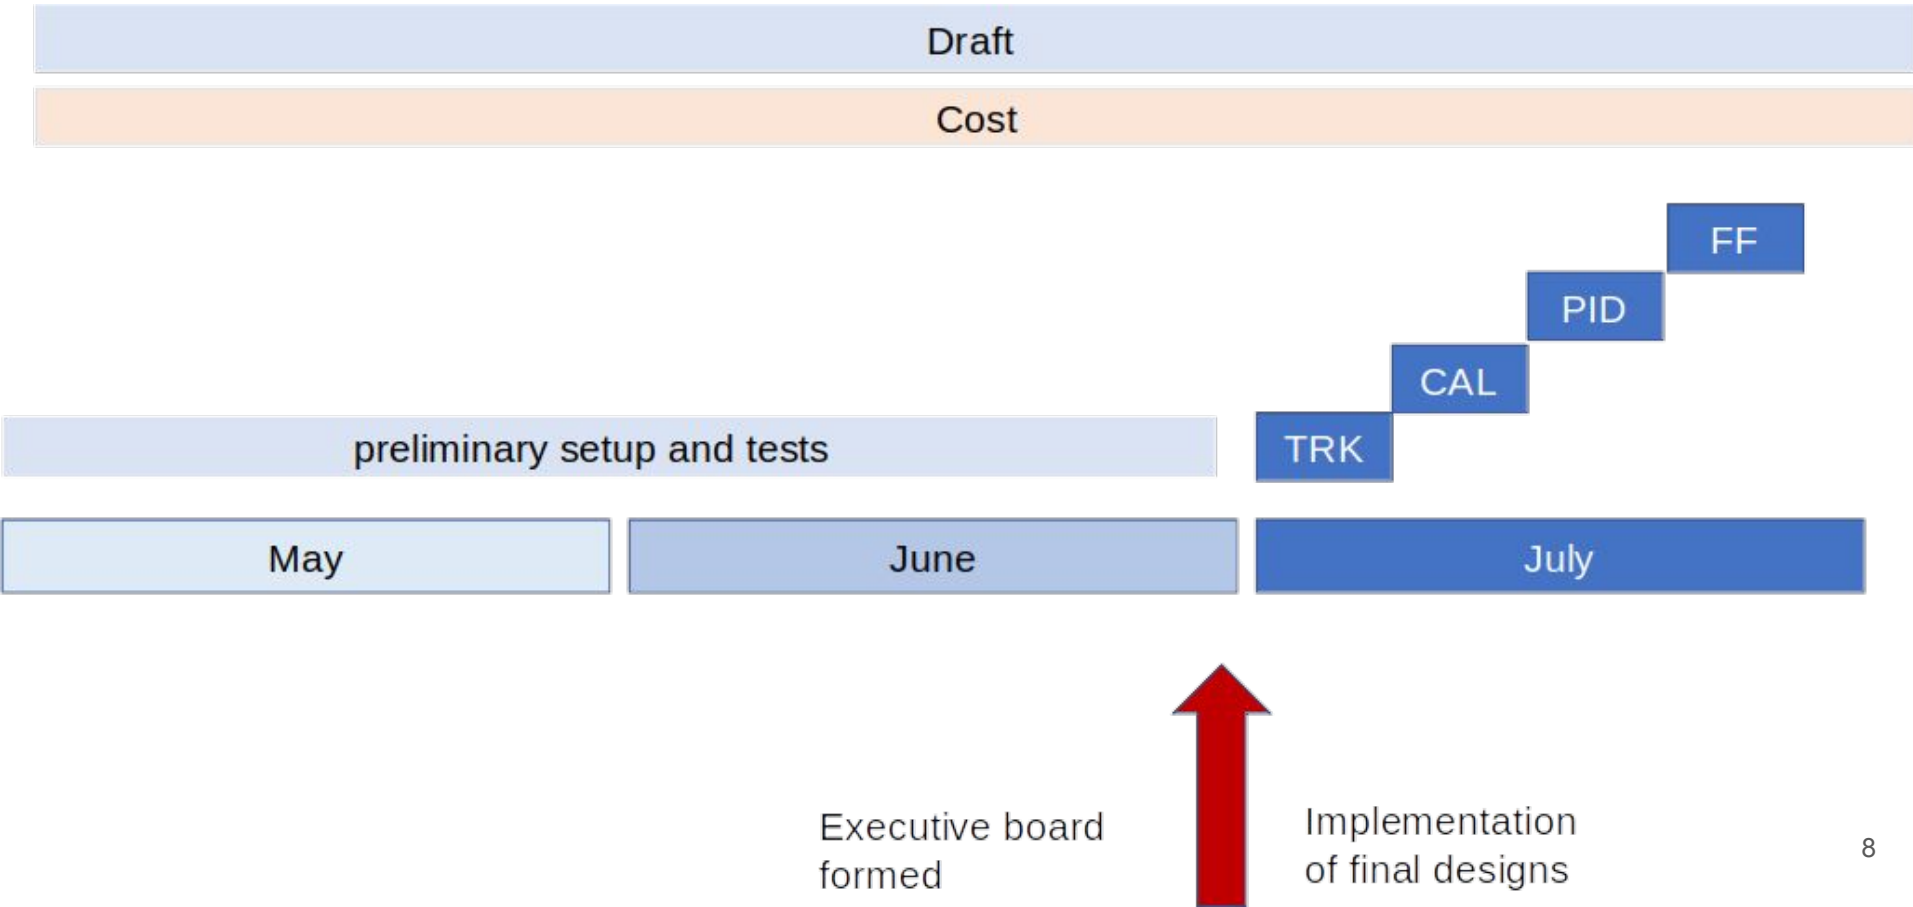 Draft
Cost
FF
PID
CAL
preliminary setup and tests
TRK
May
June
July
Executive board
formed
Implementation
of final designs
8